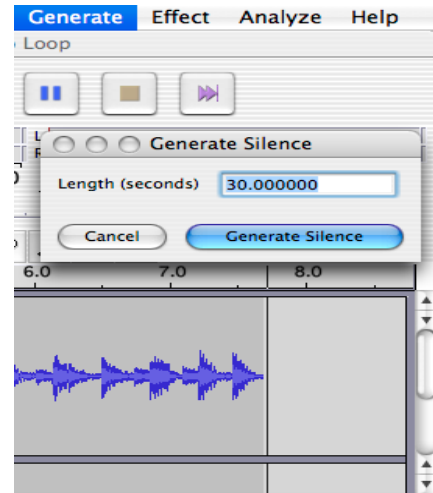 Generate Effect Analyze Help
Loop
L
R
Generate Silence
Length (seconds) 30.000000
Cancel Generate Silence
6.0 7.0 8.0